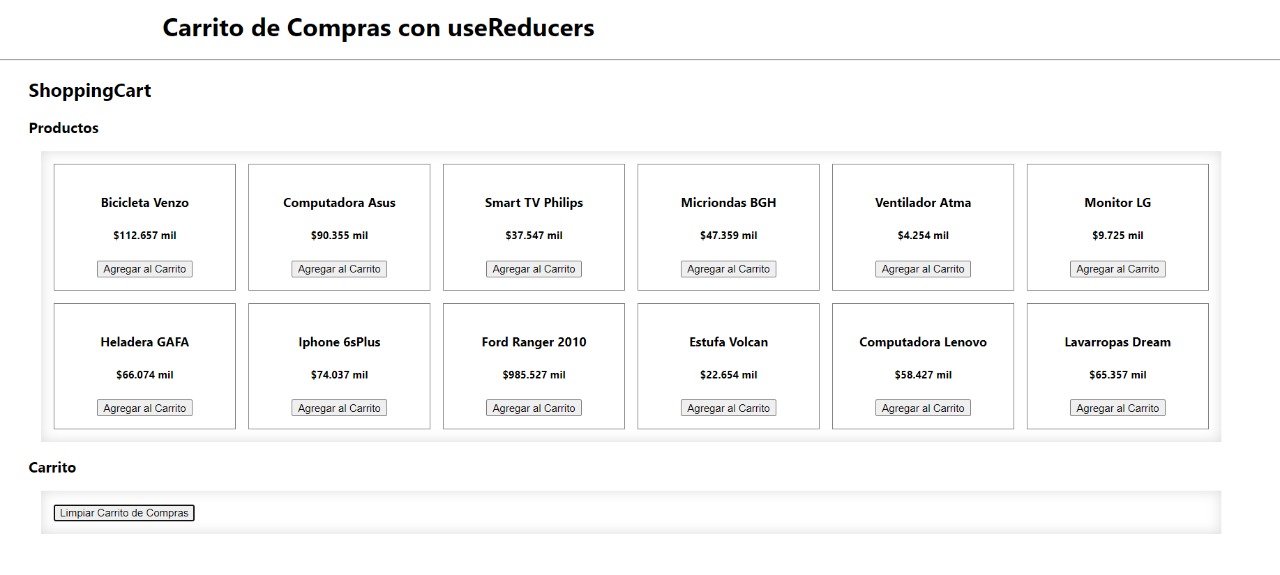 Carrito de Compras con useReducers
ShoppingCart
Productos
Bicicleta Venzo
$112.657 mil
Agregar al Carrito
Computadora Asus
$90.355 mil
Agregar al Carrito
Smart TV Philips
$37.547 mil
Agregar al Carrito
Micriondas BGH
$47.359 mil
Agregar al Carrito
Ventilador Atma
$4.254 mil
Agregar al Carrito
Monitor LG
$9.725 mil
Agregar al Carrito
Heladera GAFA
$66.074 mil
Agregar al Carrito
Iphone 6sPlus
$74.037 mil
Agregar al Carrito
Ford Ranger 2010
$985.527 mil
Agregar al Carrito
Estufa Volcan
$22.654 mil
Agregar al Carrito
Computadora Lenovo
$58.427 mil
Agregar al Carrito
Lavarropas Dream
$65.357 mil
Agregar al Carrito
Carrito
Limpiar Carrito de Compras